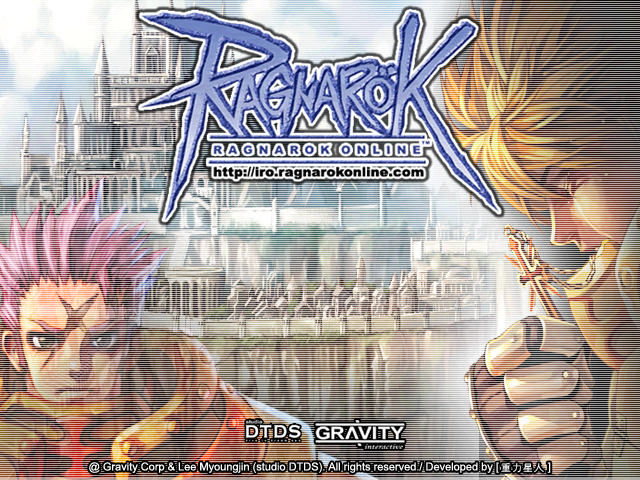 RAGNARÖK
RAGNAROK ONLINE™
http://iro.ragnarokonline.com
DTDS GRAVITY
interactive
@ Gravity Corp & Lee Myoungjin (studio DTDS). All rights reserved./ Developed by [ 重力星人 ]